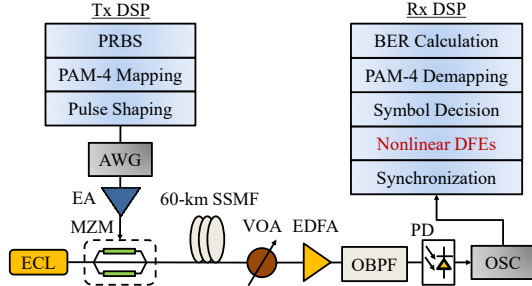 Tx DSP
PRBS
PAM-4 Mapping
Pulse Shaping
AWG
EA
MZM
ECL
60-km SSMF
VOA
EDFA
OBPF
PD
OSC
Rx DSP
BER Calculation
PAM-4 Demapping
Symbol Decision
Nonlinear DFEs
Synchronization